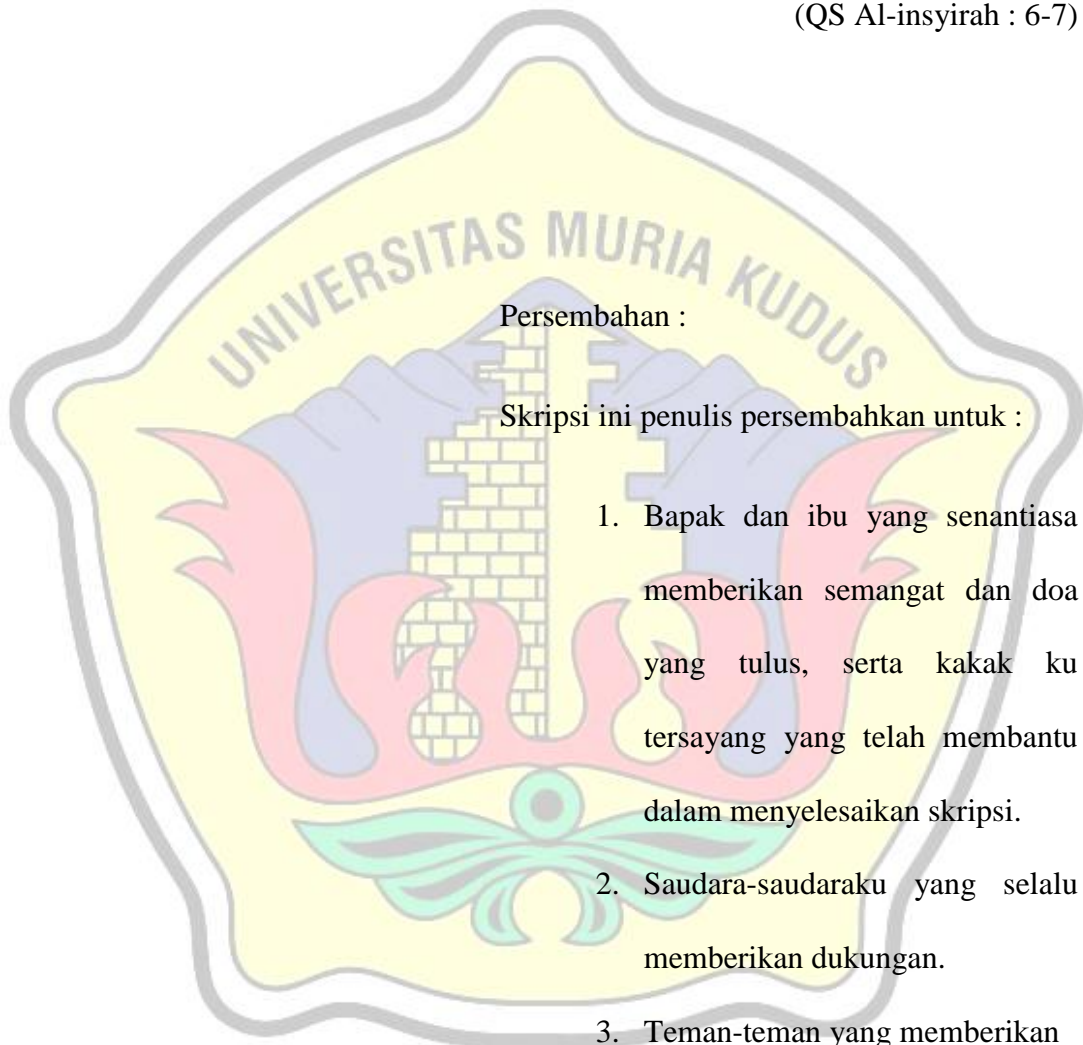 (QS Al-insyirah : 6-7)
UNIVERSITAS MURIA KUDUS
Persembahan :
Skripsi ini penulis persembahkan untuk :
1. Bapak dan ibu yang senantiasa
memberikan semangat dan doa
yang tulus, serta kakak ku
tersayang yang telah membantu
dalam menyelesaikan skripsi.
2. Saudara-saudaraku yang selalu
memberikan dukungan.
3. Teman-teman yang memberikan